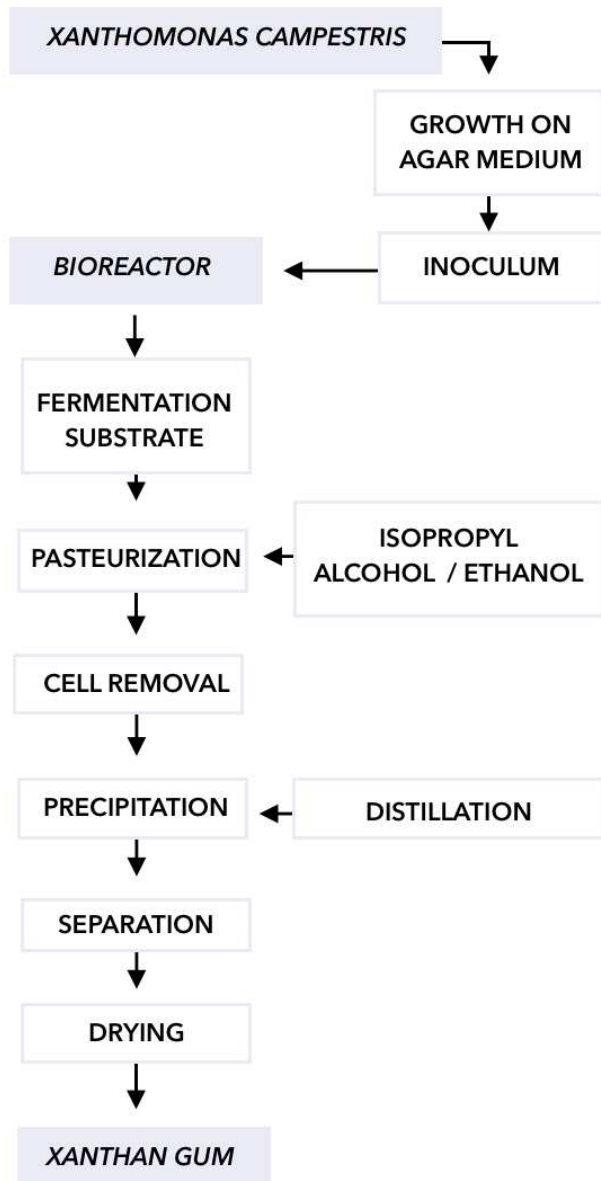 XANTHOMONAS CAMPESTRIS
GROWTH ON
AGAR MEDIUM
INOCULUM
BIOREACTOR
FERMENTATION
SUBSTRATE
PASTEURIZATION
ISOPROPYL
ALCOHOL / ETHANOL
CELL REMOVAL
PRECIPITATION
DISTILLATION
SEPARATION
DRYING
XANTHAN GUM